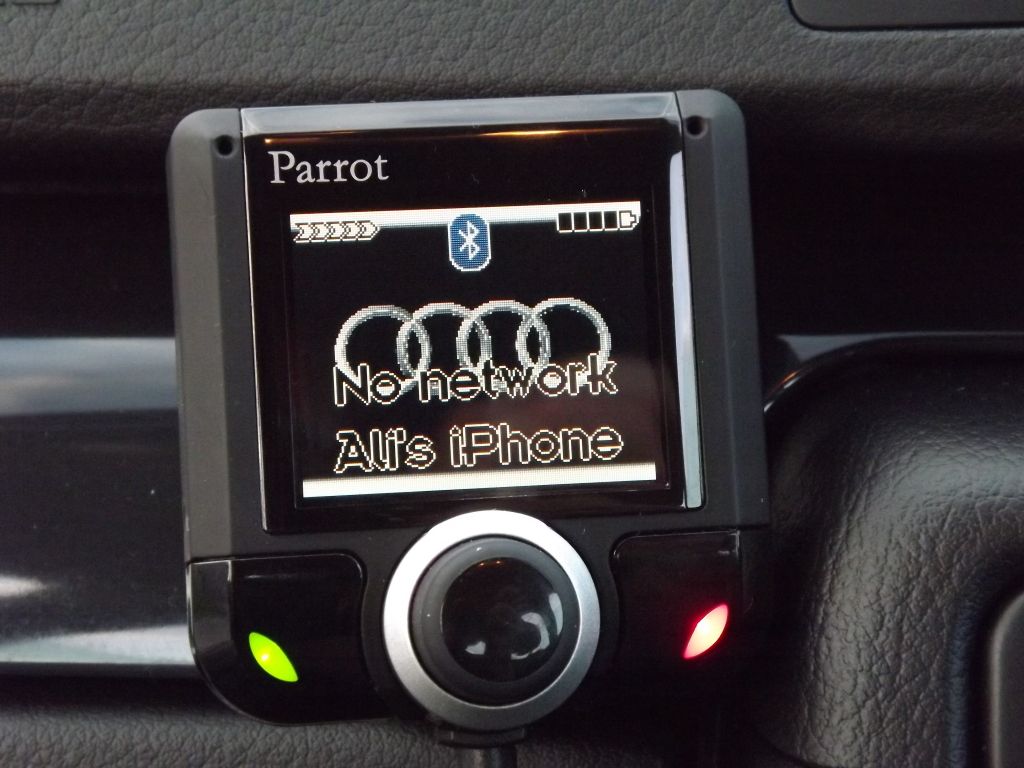 Parrot
No network
Ali's iPhone